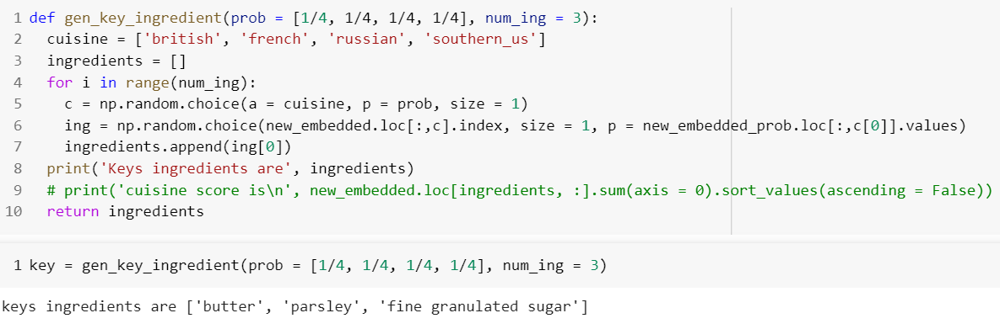 1 def gen_key_ingredient(prob = [1/4, 1/4, 1/4, 1/4], num_ing = 3):
2   cuisine = ['british', 'french', 'russian', 'southern_us']
3   ingredients = []
4   for i in range(num_ing):
5     c = np.random.choice(a = cuisine, p = prob, size = 1)
6     ing = np.random.choice(new_embedded.loc[:,c].index, size = 1, p = new_embedded_prob.loc[:,c[0]].values)
7     ingredients.append(ing[0])
8   print('Keys ingredients are', ingredients)
9   # print('cuisine score is\n', new_embedded.loc[ingredients, :].sum(axis = 0).sort_values(ascending = False))
10   return ingredients
1 key = gen_key_ingredient(prob = [1/4, 1/4, 1/4, 1/4], num_ing = 3)
keys ingredients are ['butter', 'parsley', 'fine granulated sugar']